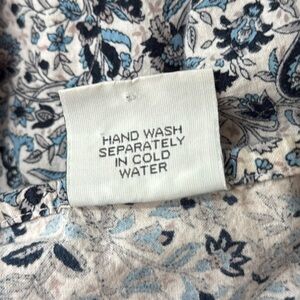 HAND WASH
SEPARATELY
IN COLD
WATER